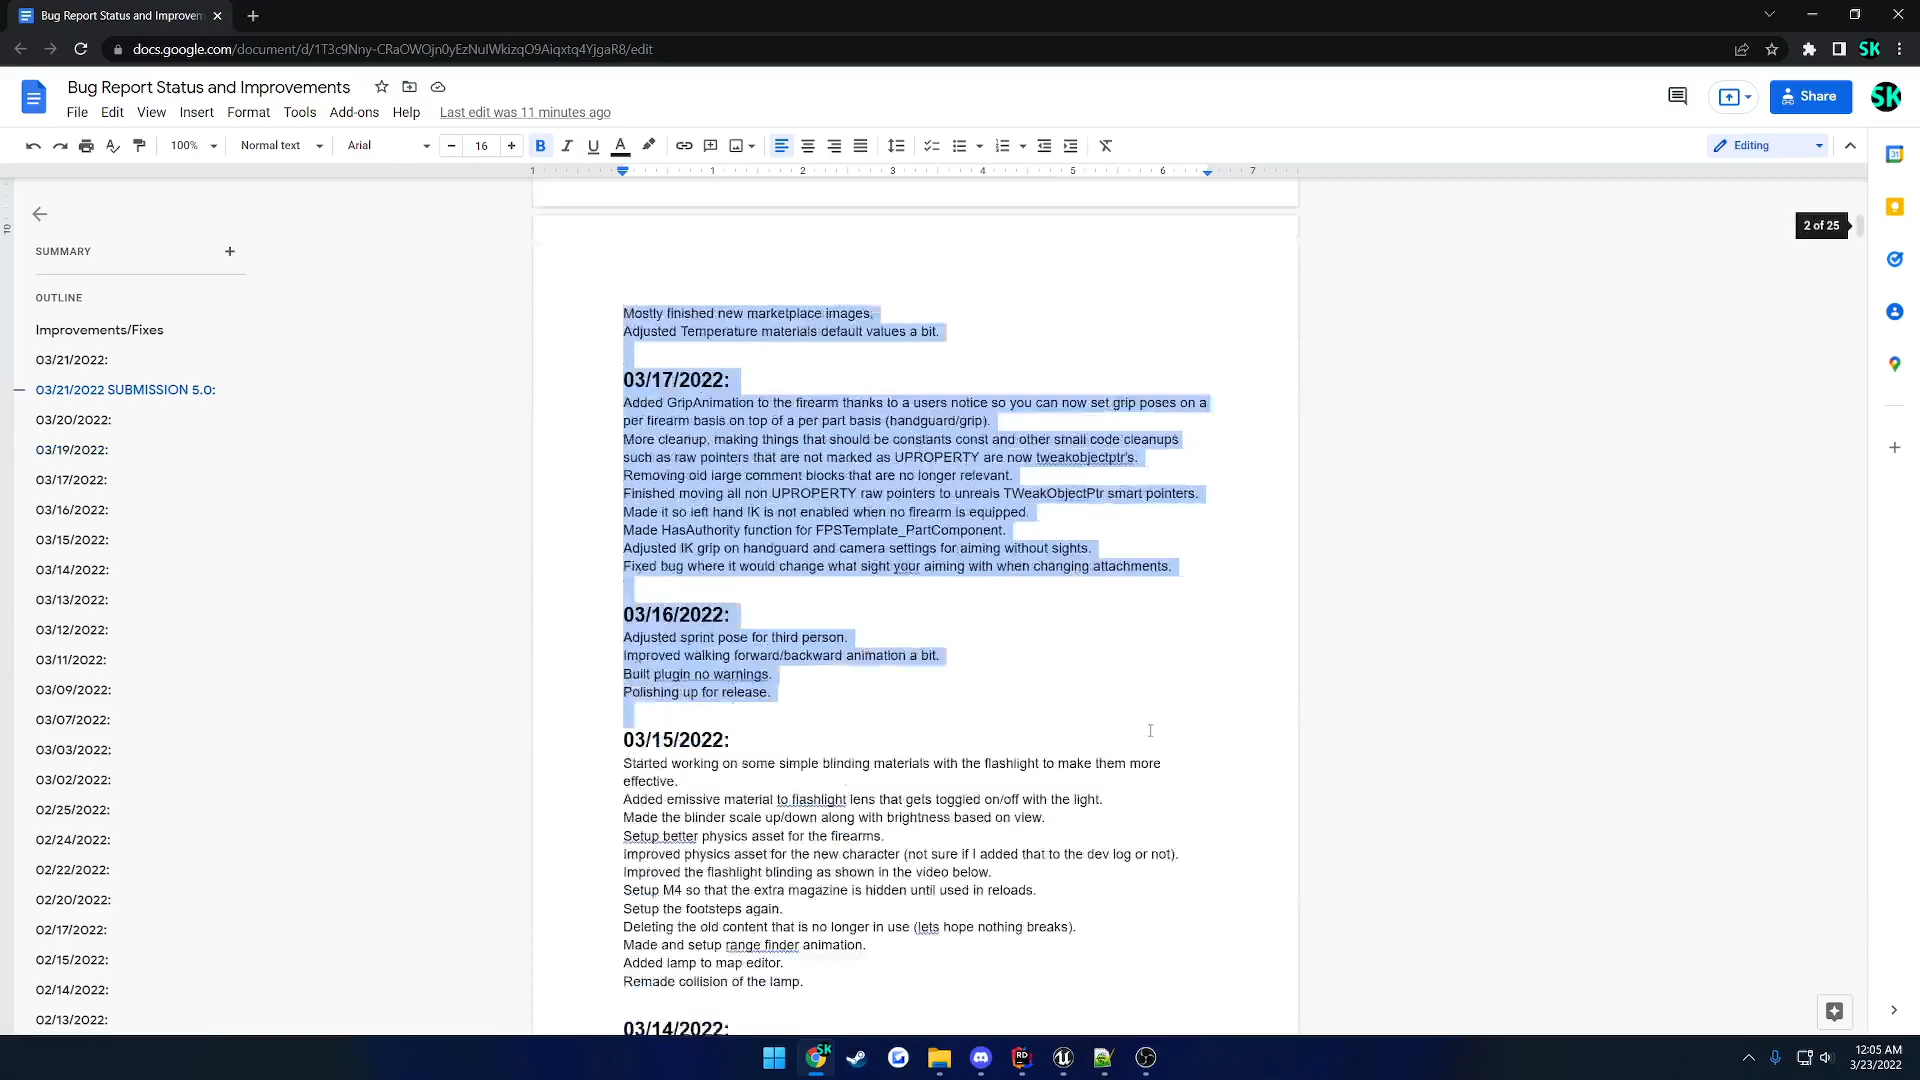 Bug Report Status and Improvem
docs.google.com/document/d/1T3c9Nny-CRaOWOjn0yEzNuIWkizqO9Aiqxtq4YjgaR8/edit
SK
Bug Report Status and Improvements
File Edit View Insert Format Tools Add-ons Help Last edit was 11 minutes ago
Share
SK
100% Normal text Arial 16 B I U A Editing
1 1 2 3 4 5 6 7
31
2 of 25
SUMMARY
OUTLINE
Improvements/Fixes
03/21/2022:
03/21/2022 SUBMISSION 5.0:
03/20/2022:
03/19/2022:
03/17/2022:
03/16/2022:
03/15/2022:
03/14/2022:
03/13/2022:
03/12/2022:
03/11/2022:
03/09/2022:
03/07/2022:
03/03/2022:
03/02/2022:
02/25/2022:
02/24/2022:
02/22/2022:
02/20/2022:
02/17/2022:
02/15/2022:
02/14/2022:
02/13/2022:
Mostly finished new marketplace images.
Adjusted Temperature materials default values a bit.
03/17/2022:
Added GripAnimation to the firearm thanks to a users notice so you can now set grip poses on a
per firearm basis on top of a per part basis (handguard/grip).
More cleanup, making things that should be constants const and other small code cleanups
such as raw pointers that are not marked as UPROPERTY are now tweakobjectptr's.
Removing old large comment blocks that are no longer relevant.
Finished moving all non UPROPERTY raw pointers to unreals TWeakObjectPtr smart pointers.
Made it so left hand IK is not enabled when no firearm is equipped.
Made HasAuthority function for FPSTemplate_PartComponent.
Adjusted IK grip on handguard and camera settings for aiming without sights.
Fixed bug where it would change what sight your aiming with when changing attachments.
03/16/2022:
Adjusted sprint pose for third person.
Improved walking forward/backward animation a bit.
Built plugin no warnings.
Polishing up for release.
03/15/2022:
Started working on some simple blinding materials with the flashlight to make them more
effective.
Added emissive material to flashlight lens that gets toggled on/off with the light.
Made the blinder scale up/down along with brightness based on view.
Setup better physics asset for the firearms.
Improved physics asset for the new character (not sure if I added that to the dev log or not).
Improved the flashlight blinding as shown in the video below.
Setup M4 so that the extra magazine is hidden until used in reloads.
Setup the footsteps again.
Deleting the old content that is no longer in use (lets hope nothing breaks).
Made and setup range finder animation.
Added lamp to map editor.
Remade collision of the lamp.
03/14/2022:
SK
RD
12:05 AM
3/23/2022